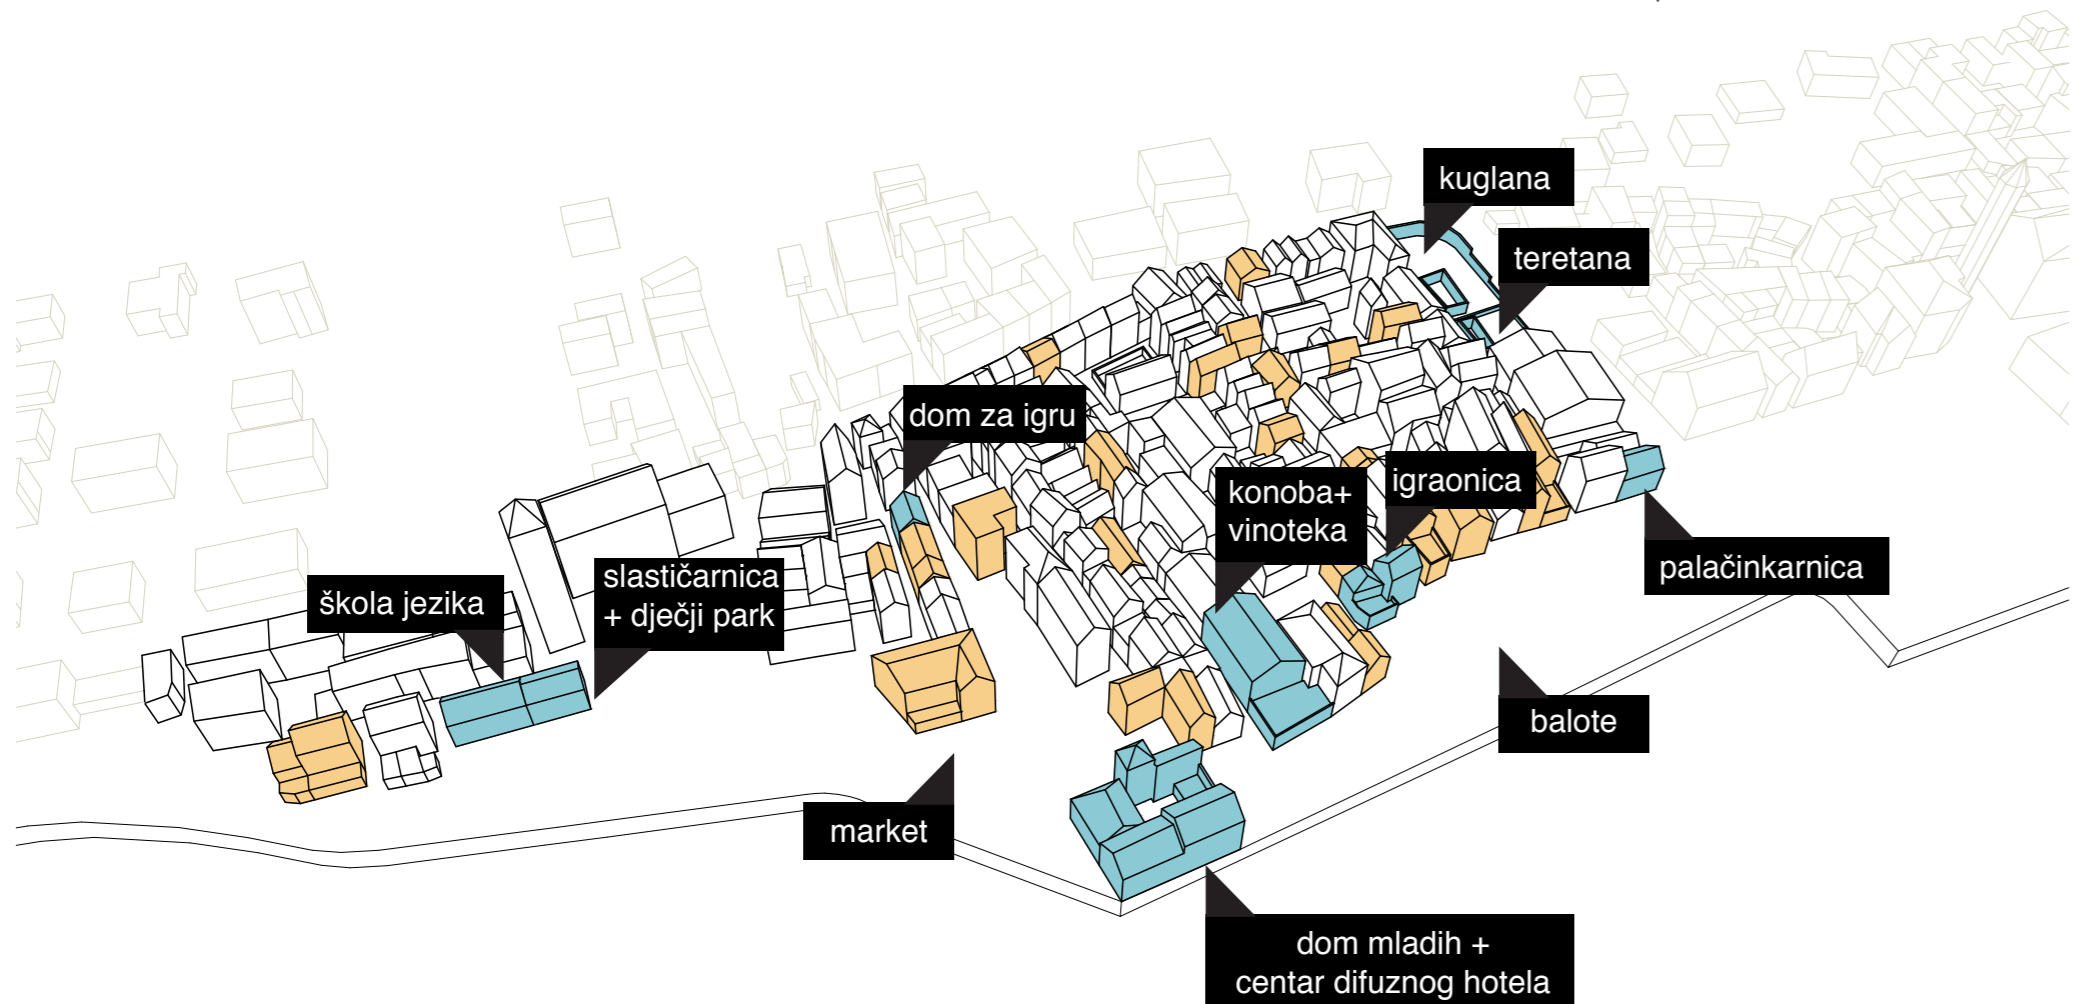 kuglana
teretana
dom za igru
igraonica
konoba+
vinoteka
palačinkarnica
slastičarnica
+ dječji park
škola jezika
balote
market
dom mladih +
centar difuznog hotela